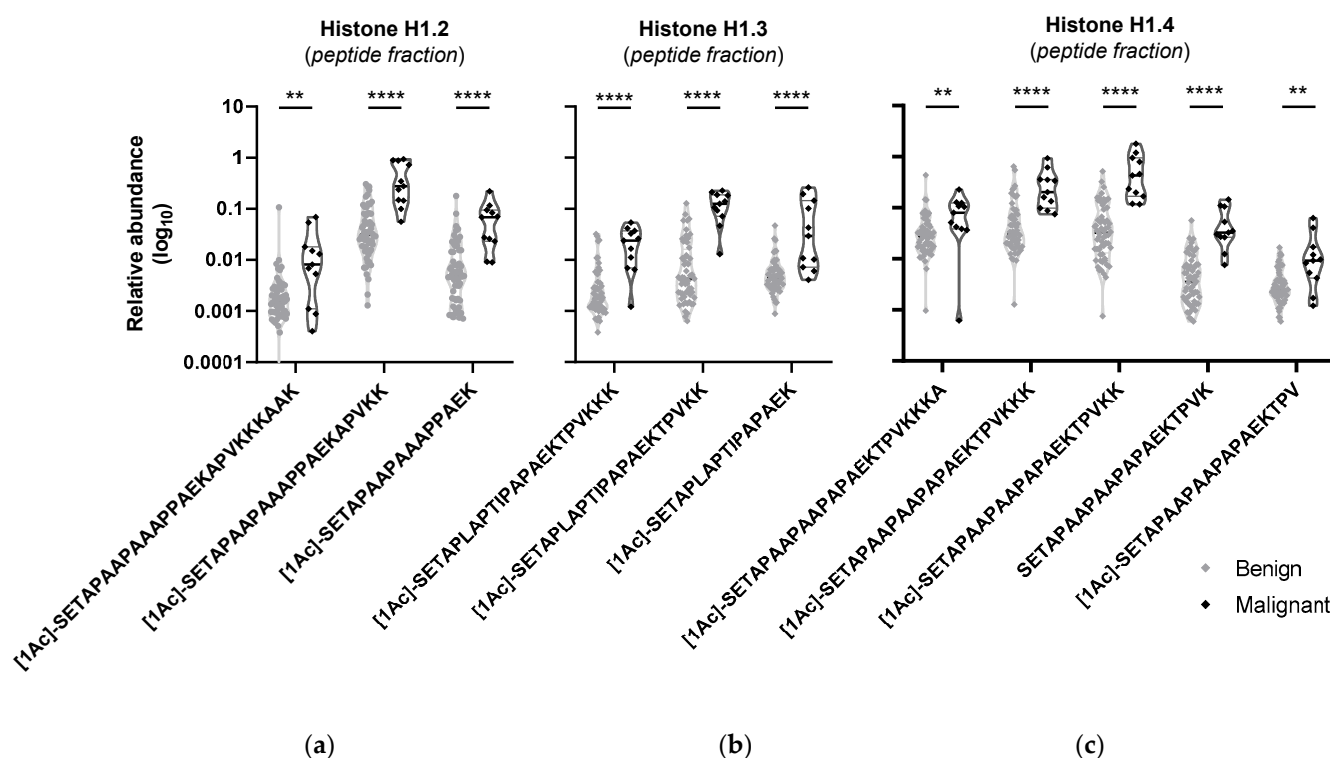 Histone H1.2
(peptide fraction)
Histone H1.3
(peptide fraction)
Histone H1.4
(peptide fraction)
** **** ****
**** **** ****
** **** **** **** **
Relative abundance
(log10)
10
1
0.1
0.01
0.001
0.0001
[1Ac]-SETAPAAPAAAPPAEKAPVKKKAAK
[1Ac]-SETAPAAPAAAPPAEKAPVKK
[1Ac]-SETAPAAPAAAPPAEK
[1Ac]-SETAPLAPTIPAPAEKTPVKKK
[1Ac]-SETAPLAPTIPAPAEKTPVKK
[1Ac]-SETAPLAPTIPAPAEK
[1Ac]-SETAPAAPAAPAPAEKTPVKKKA
[1Ac]-SETAPAAPAAPAPAEKTPVKKK
[1Ac]-SETAPAAPAAPAPAEKTPVKK
SETAPAAPAAPAPAEKTPVK
[1Ac]-SETAPAAPAAPAPAEKTPV
Benign
Malignant
(a)
(b)
(c)